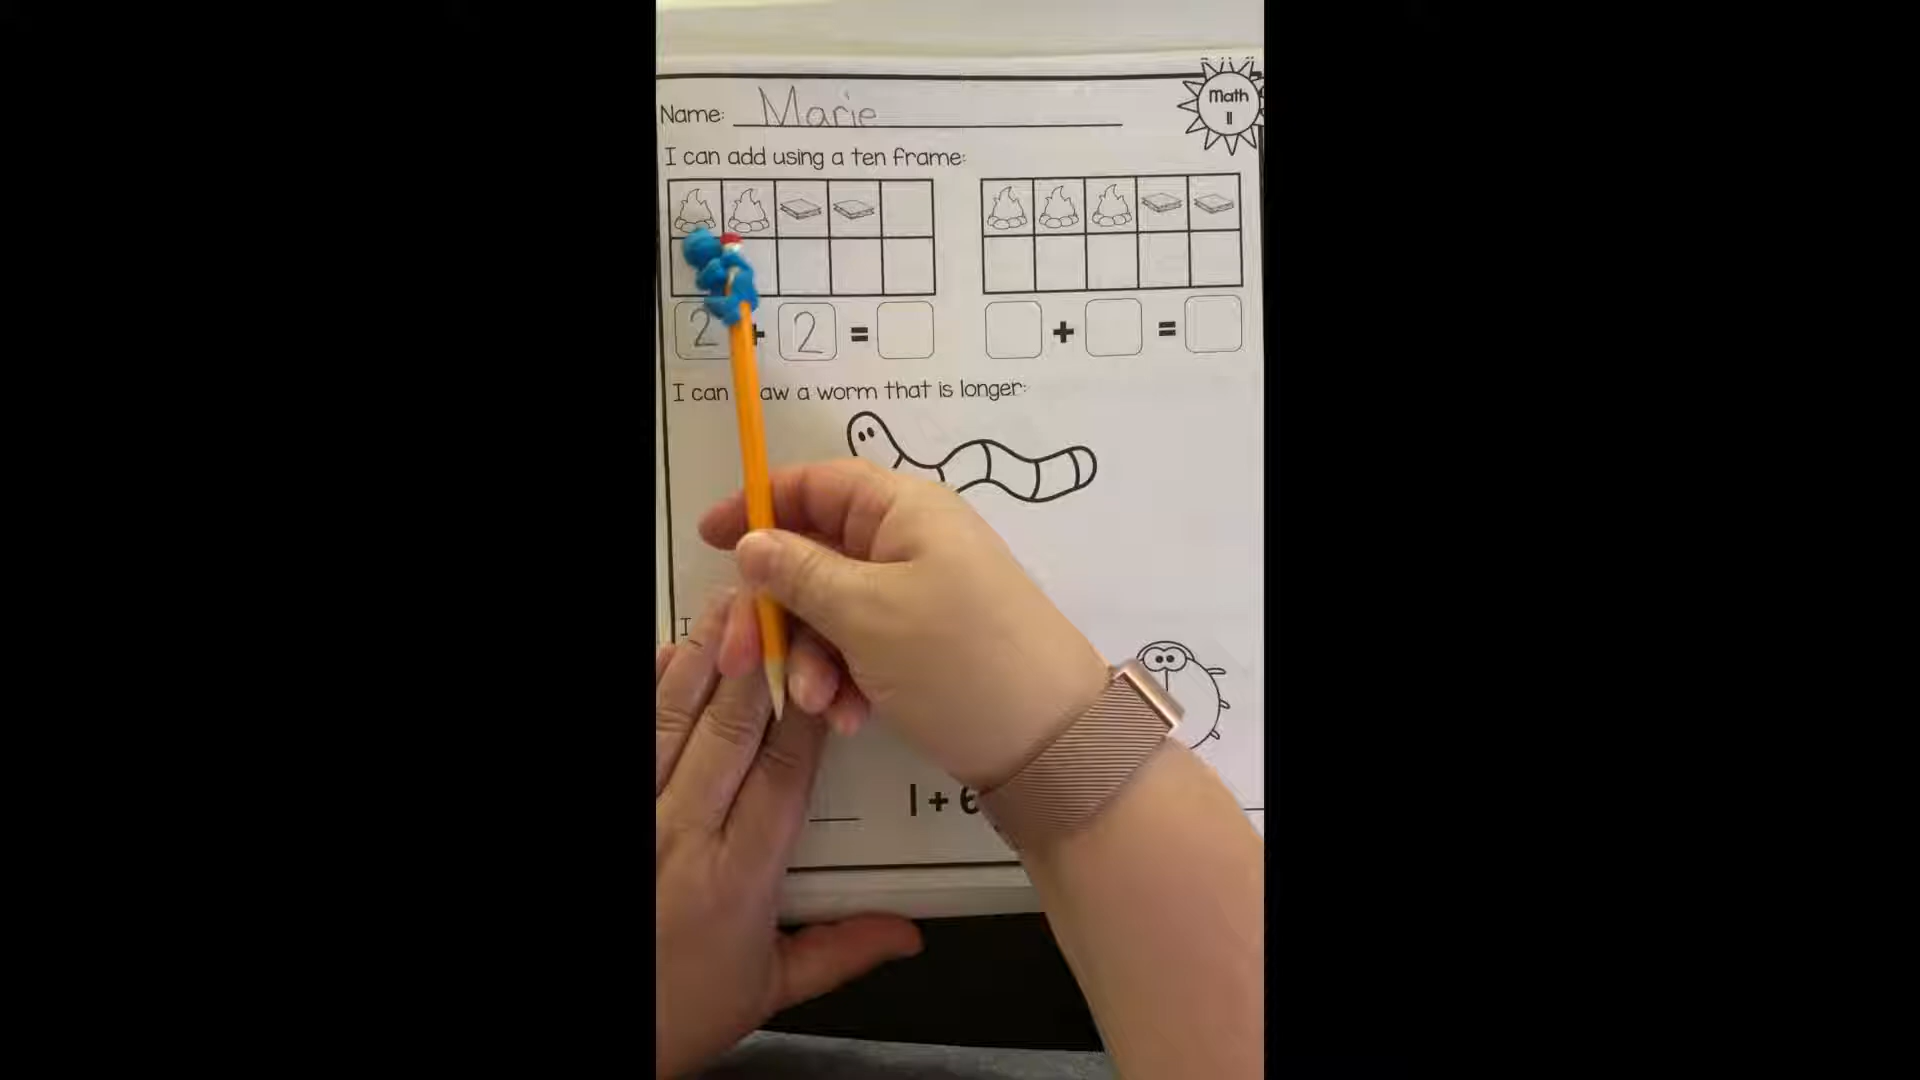 Math
11
Name: Marie
I can add using a ten frame:
2 + 2 =
+ =
I can aw a worm that is longer:
I
1 + 6